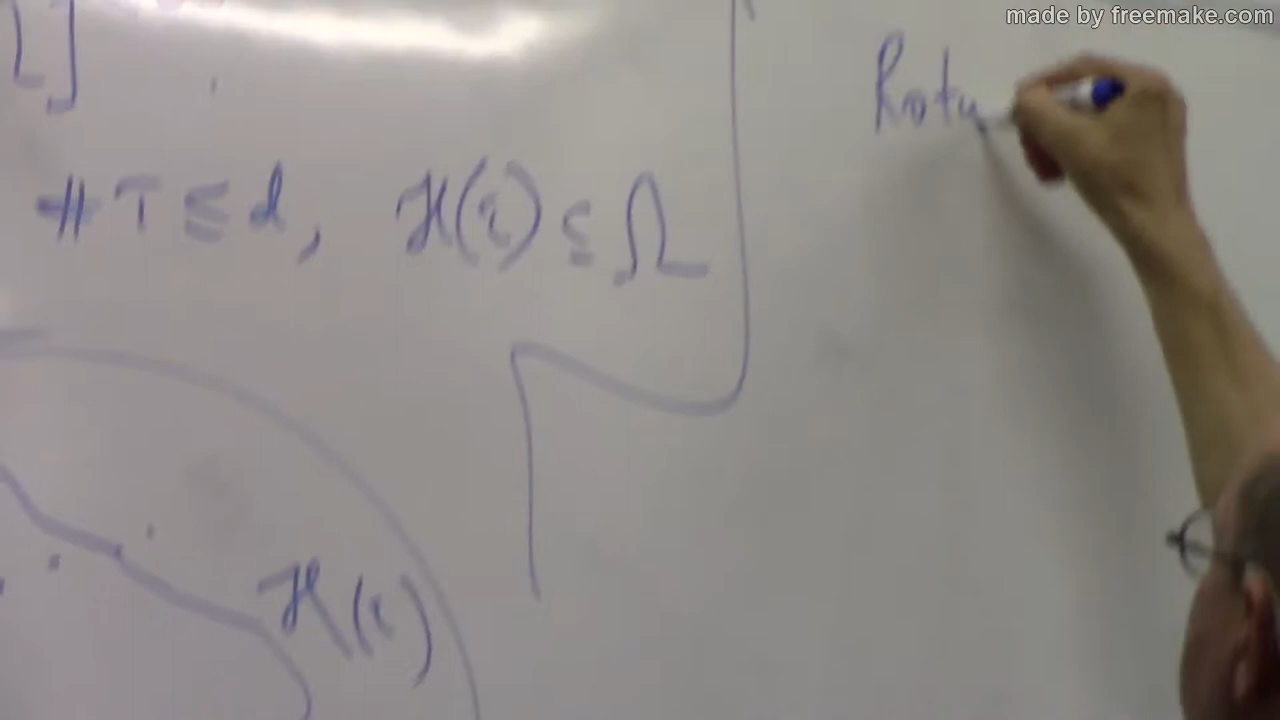 made by freemake.com
Rotu
]
# T ≤ d, H(i) ⊆ Ω
H(i)